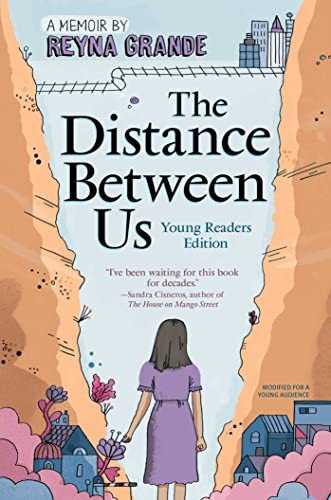 A MEMOIR BY
REYNA GRANDE
The
Distance
Between
Us
Young Readers
Edition
"I've been waiting for this book
for decades."
—Sandra Cisneros, author of
The House on Mango Street
MODIFIED FOR A
YOUNG AUDIENCE